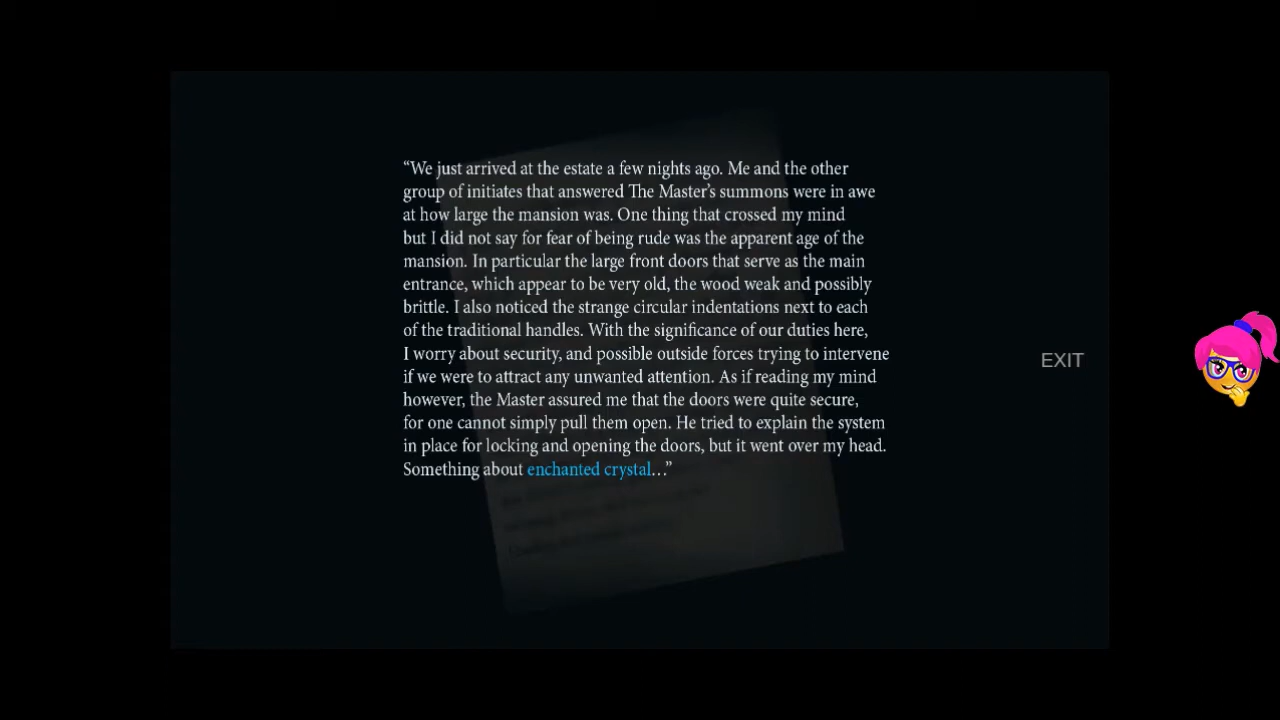 “We just arrived at the estate a few nights ago. Me and the other
group of initiates that answered The Master’s summons were in awe
at how large the mansion was. One thing that crossed my mind
but I did not say for fear of being rude was the apparent age of the
mansion. In particular the large front doors that serve as the main
entrance, which appear to be very old, the wood weak and possibly
brittle. I also noticed the strange circular indentations next to each
of the traditional handles. With the significance of our duties here,
I worry about security, and possible outside forces trying to intervene
if we were to attract any unwanted attention. As if reading my mind
however, the Master assured me that the doors were quite secure,
for one cannot simply pull them open. He tried to explain the system
in place for locking and opening the doors, but it went over my head.
Something about enchanted crystal…”
EXIT